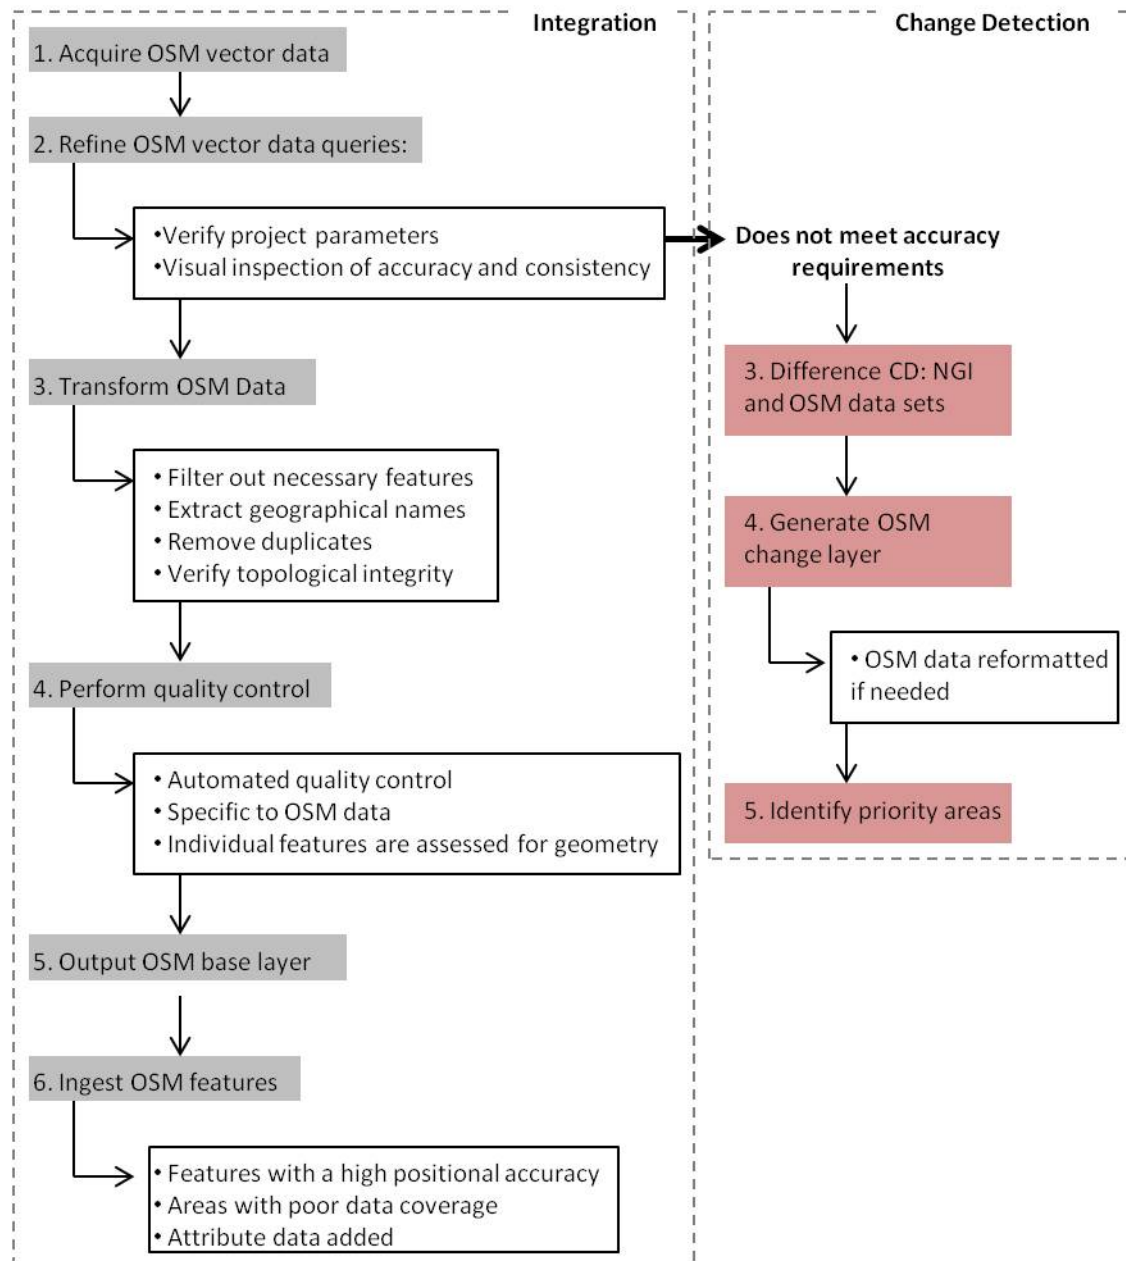 Integration
1. Acquire OSM vector data
2. Refine OSM vector data queries:
•Verify project parameters
•Visual inspection of accuracy and consistency
3. Transform OSM Data
• Filter out necessary features
• Extract geographical names
• Remove duplicates
• Verify topological integrity
4. Perform quality control
• Automated quality control
• Specific to OSM data
• Individual features are assessed for geometry
5. Output OSM base layer
6. Ingest OSM features
• Features with a high positional accuracy
• Areas with poor data coverage
• Attribute data added
Change Detection
Does not meet accuracy
requirements
3. Difference CD: NGI
and OSM data sets
4. Generate OSM
change layer
• OSM data reformatted
if needed
5. Identify priority areas